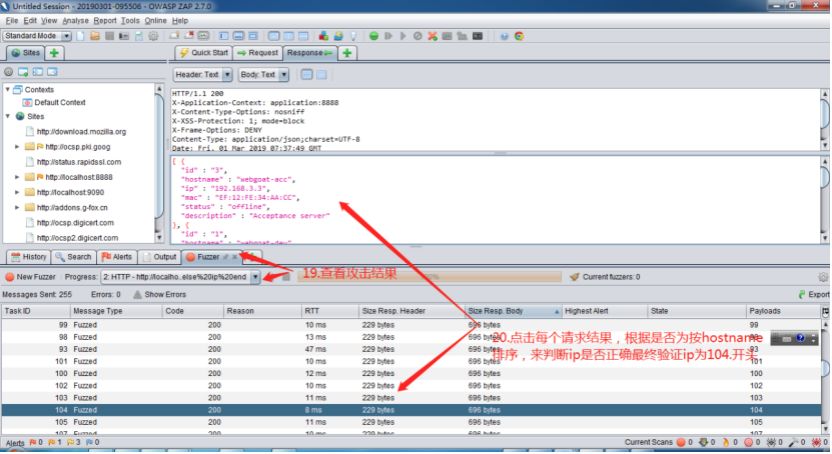 Untitled Session - 20190301-095506 - OWASP ZAP 2.7.0
File Edit View Analyse Report Tools Online Help
Standard Mode
Sites
Quick Start Request Response
Header: Text Body: Text
Contexts
Default Context
Sites
http://download.mozilla.org
http://ocsp.pki.goog
http://status.rapidssl.com
http://localhost:8888
http://localhost:9090
http://addons.g-fox.cn
http://ocsp.digicert.com
http://ocsp2.digicert.com
HTTP/1.1 200
X-Application-Context: application:8888
X-Content-Type-Options: nosniff
X-XSS-Protection: 1; mode=block
X-Frame-Options: DENY
Content-Type: application/json;charset=UTF-8
Date: Fri, 01 Mar 2019 07:37:49 GMT
[ {
"id" : "3",
"hostname" : "webgoat-acc",
"ip" : "192.168.3.3",
"mac" : "EF:12:FE:34:AA:CC",
"status" : "offline",
"description" : "Acceptance server"
}, {
"id" : "1",
"hostname" : "webgoat-dev",
History Search Alerts Output Fuzzer
New Fuzzer Progress: 2: HTTP - http://localho..else%20ip%20end Current fuzzers: 0
19.查看攻击结果
Messages Sent: 255 Errors: 0 Show Errors Export
Task ID Message Type Code Reason RTT Size Resp. Header Size Resp. Body Highest Alert State Payloads
99 Fuzzed 200 10 ms 229 bytes 696 bytes 99
98 Fuzzed 200 13 ms 229 bytes
93 Fuzzed 200 47 ms 229 bytes 93
20.点击每个请求结果，根据是否为按hostname
排序，来判断ip是否正确最终验证ip为104.开头
101 Fuzzed 200 10 ms 229 bytes 696 bytes 101
100 Fuzzed 200 12 ms 229 bytes 696 bytes 100
102 Fuzzed 200 10 ms 229 bytes 696 bytes 102
103 Fuzzed 200 11 ms 229 bytes 696 bytes 103
104 Fuzzed 200 8 ms 229 bytes 696 bytes 104
105 Fuzzed 200 11 ms 229 bytes 696 bytes 105
107 Fuzzed 200 10 ms 229 bytes 696 bytes 107
Alerts 0 1 3 0 Current Scans 0 0 0 0 0 0 0